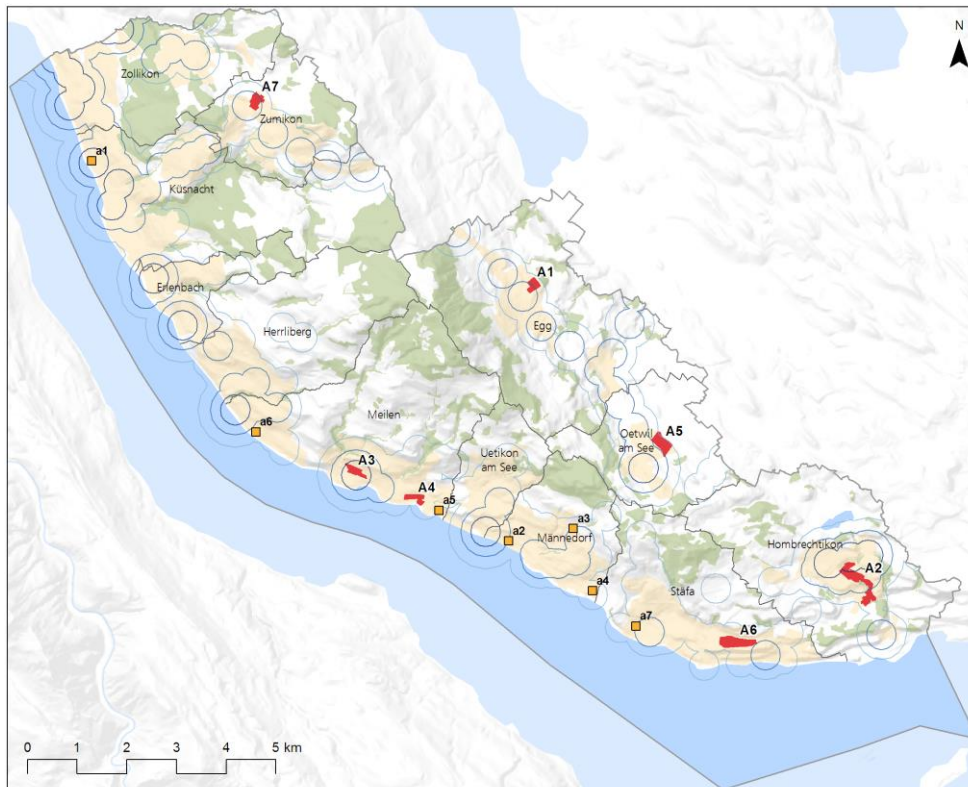 N
Zollikon
A7
Zumikon
a1
Küsnacht
A1
Erlenbach
Egg
Herrliberg
Meilen
a6
Oetwil
am See
A5
Uetikon
am See
A3
A4
a5
a3
a2
Männedorf
Hombrechtikon
A2
a4
Stäfa
a7
A6
0 1 2 3 4 5 km